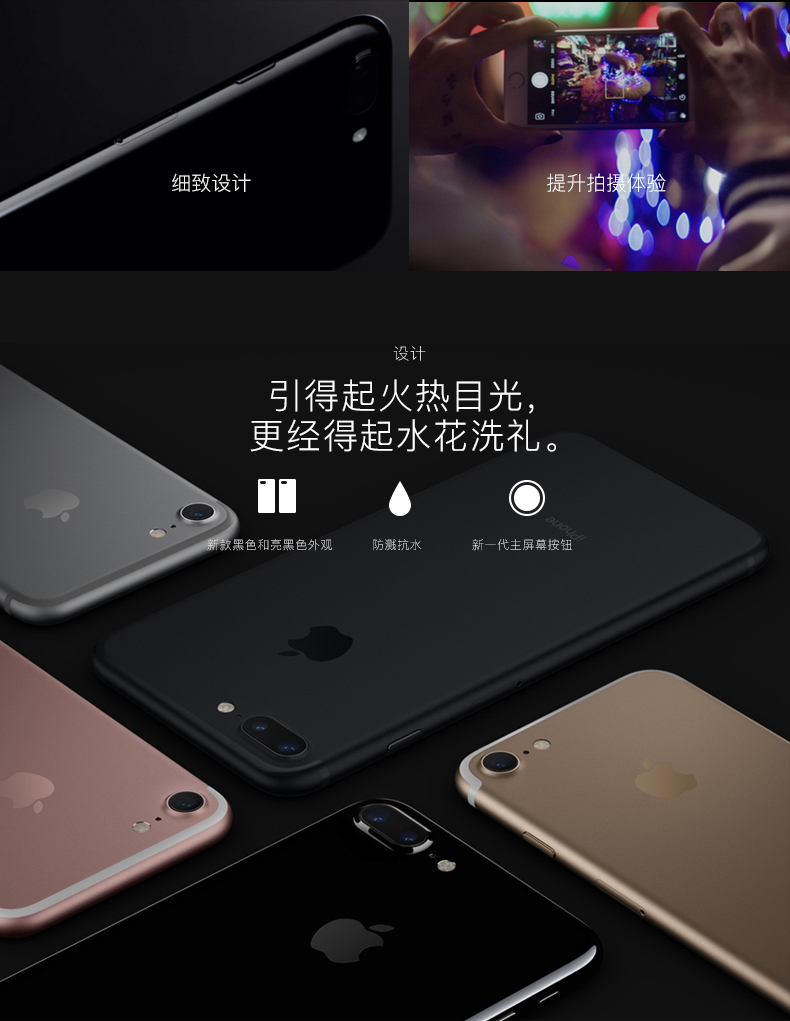 细致设计
提升拍摄体验
设计
引得起火热目光，
更经得起水花洗礼。
新款黑色和亮黑色外观
防溅抗水
新一代主屏幕按钮
iPhone